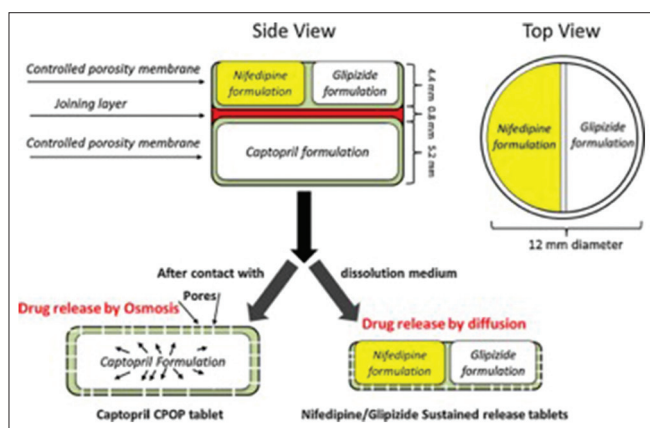 Side View
Top View
Controlled porosity membrane
Joining layer
Controlled porosity membrane
Nifedipine
formulation
Glipizide
formulation
Captopril formulation
4.4 mm
0.8 mm
5.2 mm
Nifedipine
formulation
Glipizide
formulation
12 mm diameter
After contact with
dissolution medium
Drug release by Osmosis
Pores
Captopril Formulation
Captopril CPOP tablet
Drug release by diffusion
Nifedipine
formulation
Glipizide
formulation
Nifedipine/Glipizide Sustained release tablets